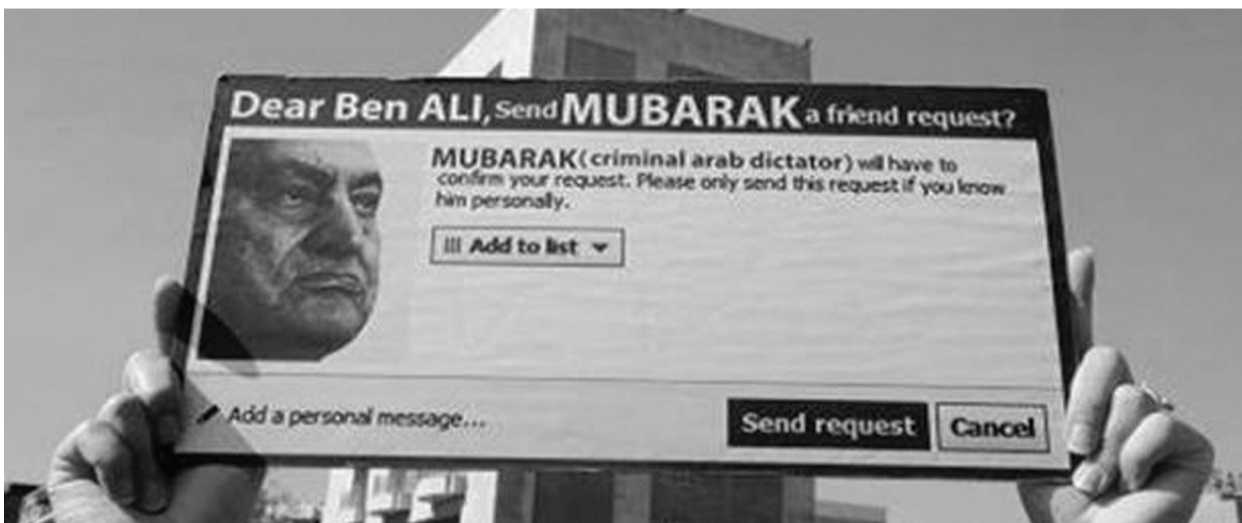 Dear Ben ALI, Send MUBARAK a friend request?
MUBARAK (criminal arab dictator) will have to
confirm your request. Please only send this request if you know
him personally.
Add to list
Add a personal message...
Send request Cancel